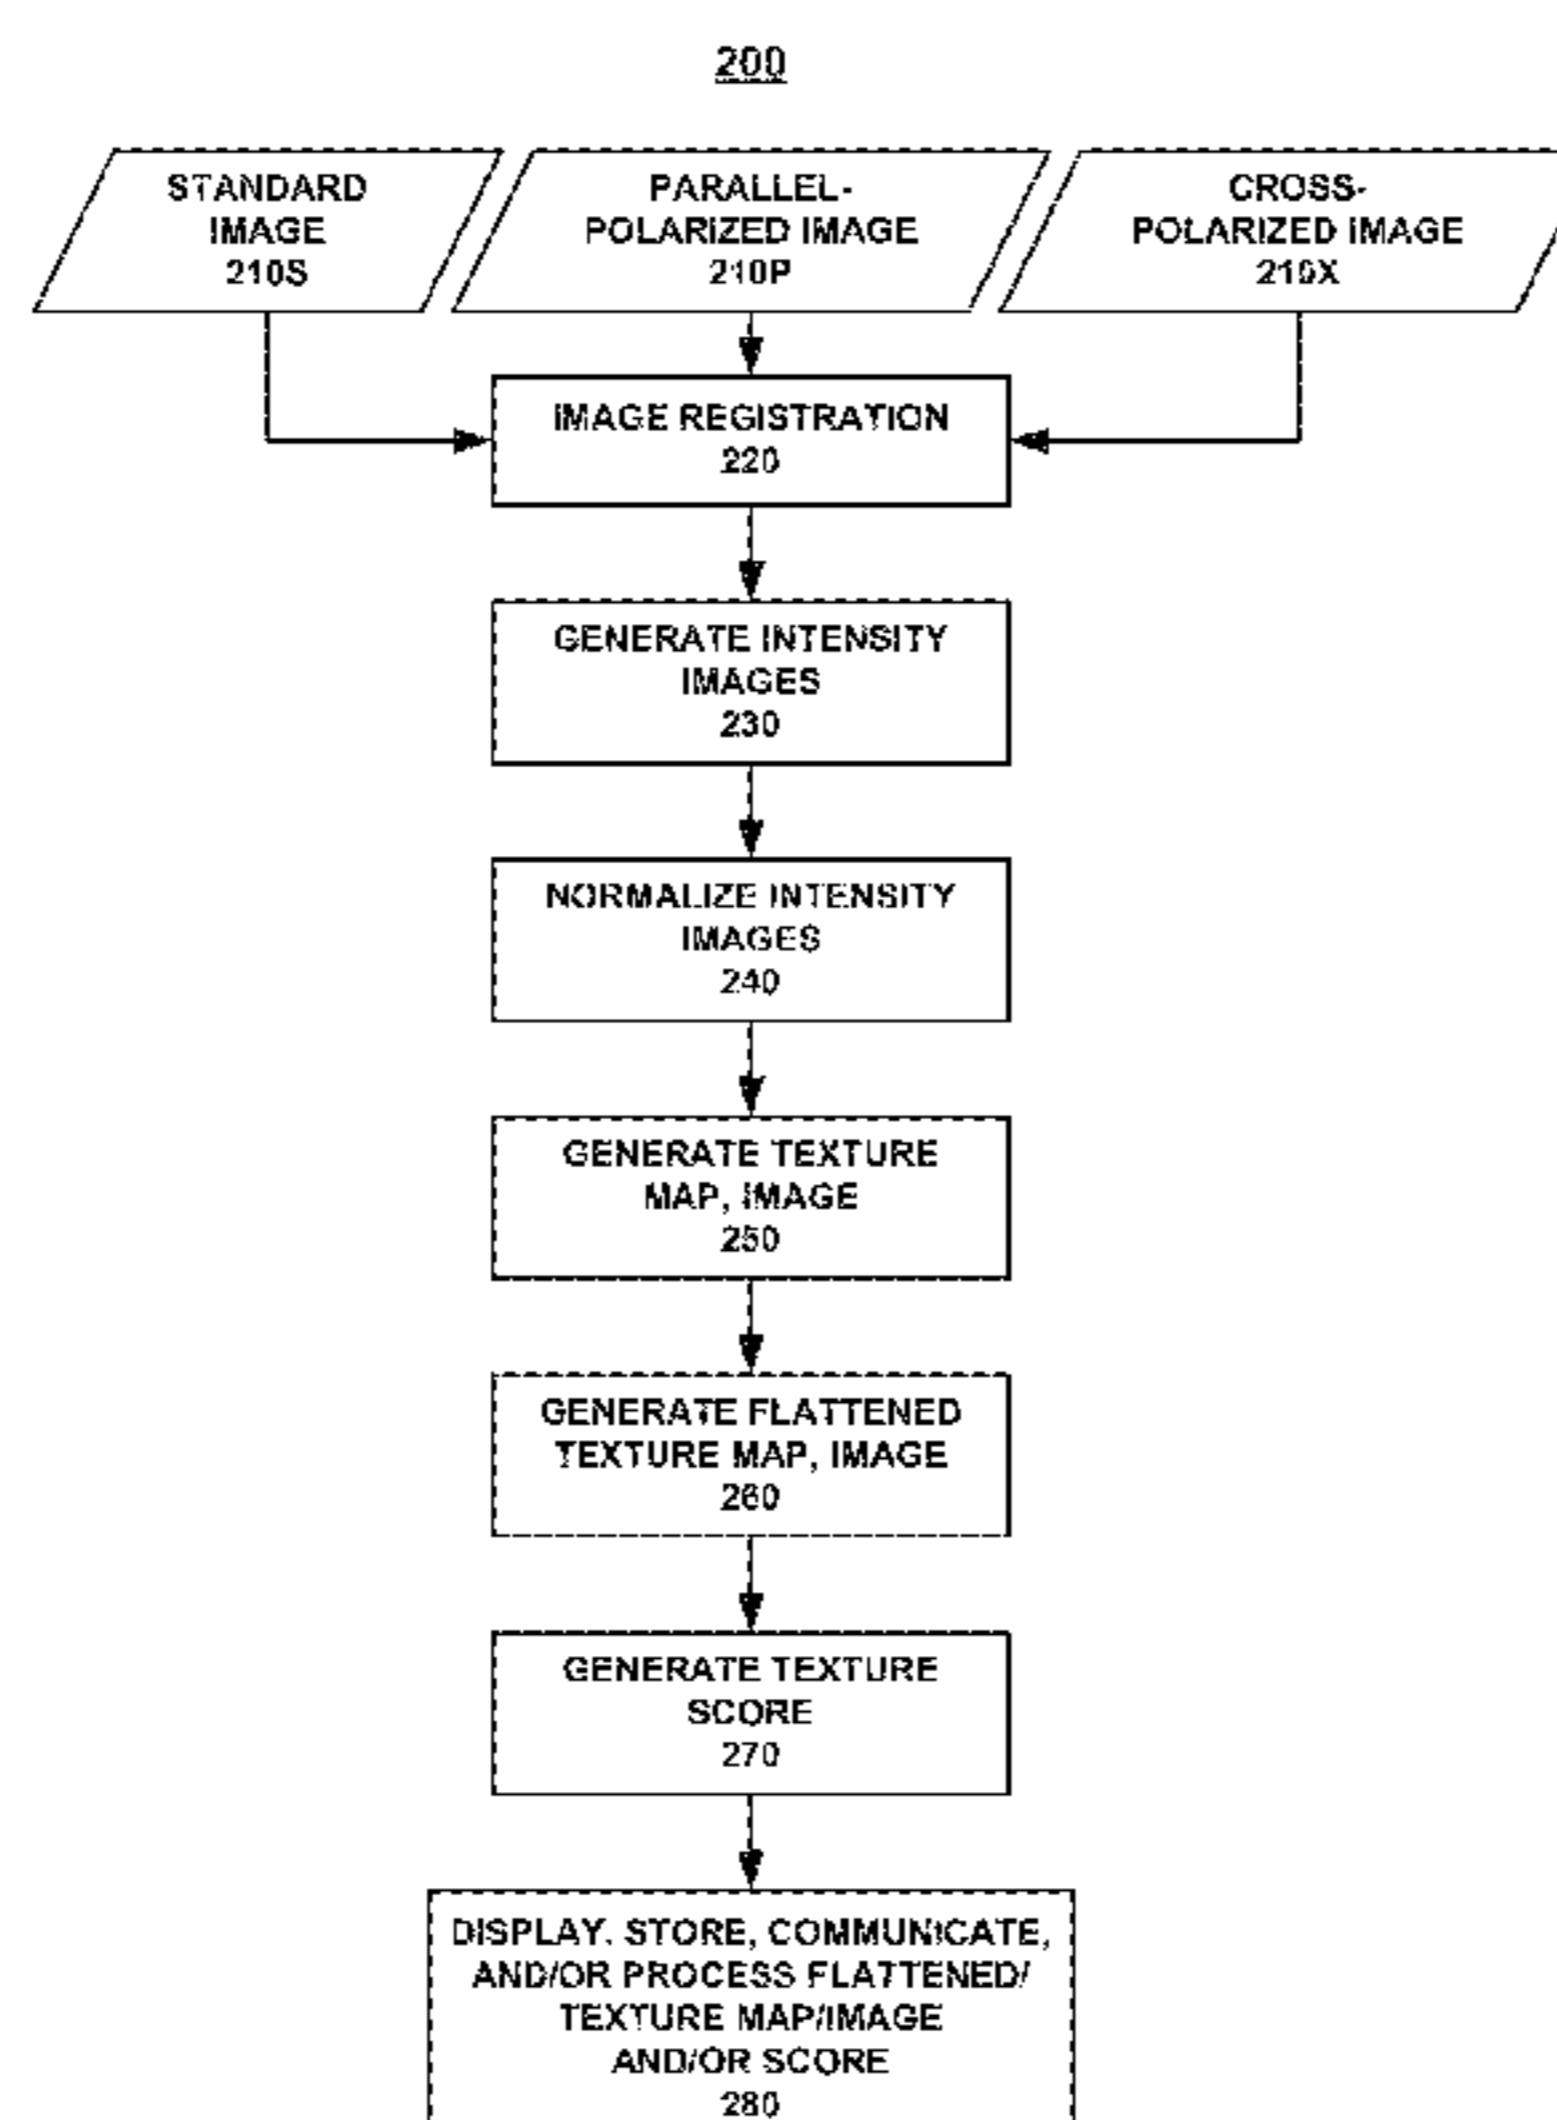 200
STANDARD
IMAGE
210S
PARALLEL-
POLARIZED IMAGE
210P
CROSS-
POLARIZED IMAGE
210X
IMAGE REGISTRATION
220
GENERATE INTENSITY
IMAGES
230
NORMALIZE INTENSITY
IMAGES
240
GENERATE TEXTURE
MAP, IMAGE
250
GENERATE FLATTENED
TEXTURE MAP, IMAGE
260
GENERATE TEXTURE
SCORE
270
DISPLAY, STORE, COMMUNICATE,
AND/OR PROCESS FLATTENED/
TEXTURE MAP/IMAGE
AND/OR SCORE
280